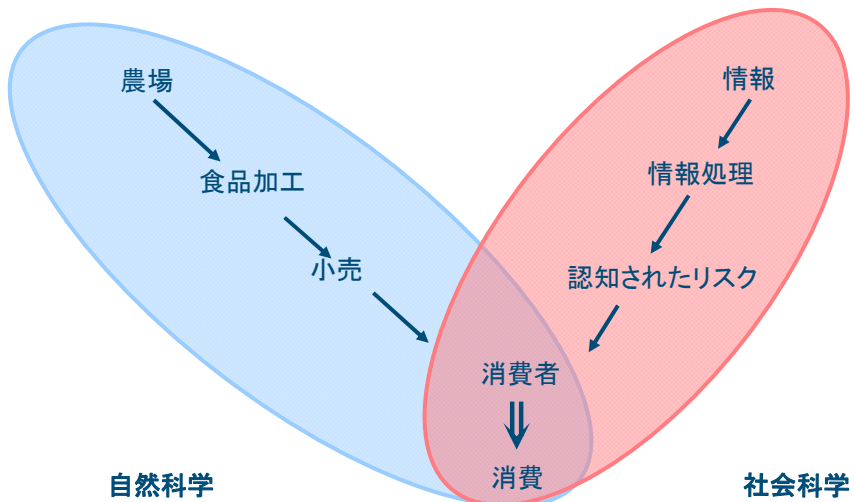 農場
食品加工
小売
情報
情報処理
認知されたリスク
消費者
消費
自然科学
社会科学